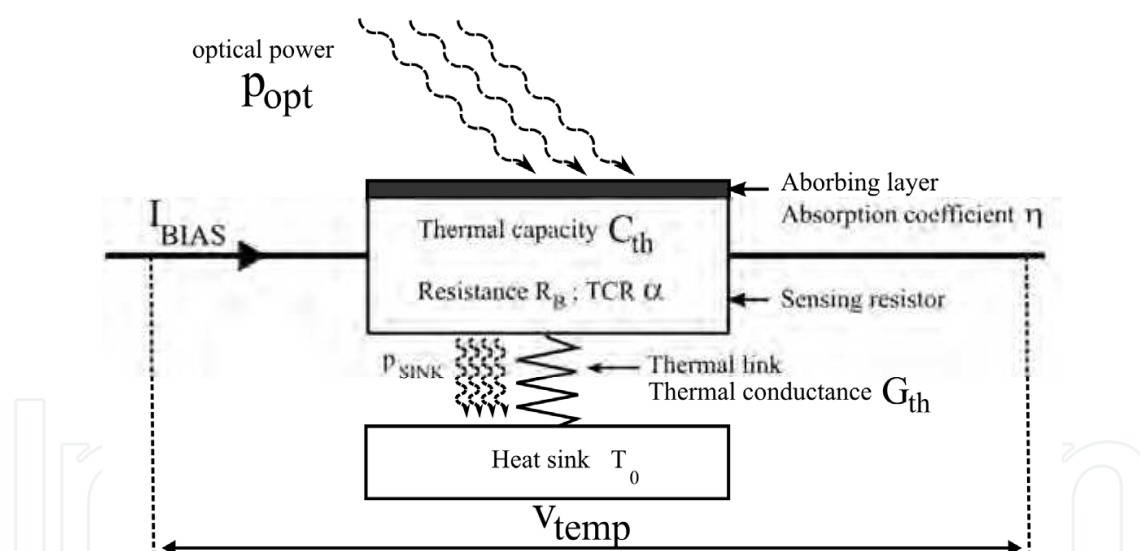 optical power
p_opt
Aborbing layer
Absorption coefficient η
I_BIAS
Thermal capacity C_th
Resistance R_B ; TCR α
Sensing resistor
p_SINK
Thermal link
Thermal conductance G_th
Heat sink T_0
v_temp